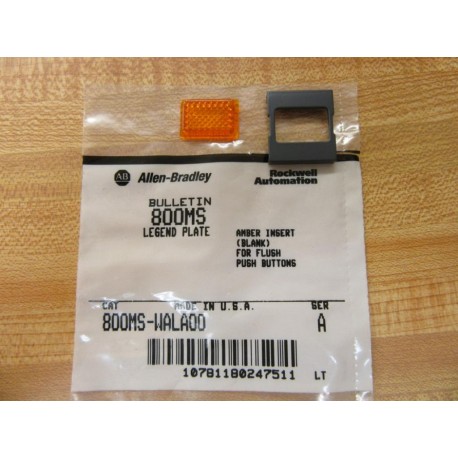 AB Allen-Bradley
Rockwell
Automation
BULLETIN
800MS
LEGEND PLATE
AMBER INSERT
(BLANK)
FOR FLUSH
PUSH BUTTONS
CAT MADE IN U.S.A. SER
800MS-WALA00 A
10781180247511 LT